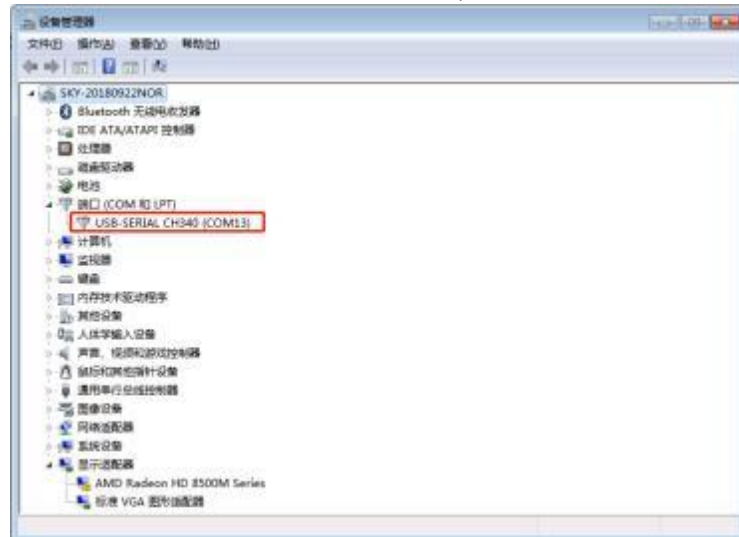 设备管理器
文件(F) 操作(A) 查看(V) 帮助(H)
SKY-20180922NOR
Bluetooth 无线电收发器
IDE ATA/ATAPI 控制器
处理器
磁盘驱动器
电池
端口 (COM 和 LPT)
USB-SERIAL CH340 (COM13)
计算机
监视器
键盘
内存技术驱动程序
其他设备
人体学输入设备
声音、视频和游戏控制器
鼠标和其他指针设备
通用串行总线控制器
图像设备
网络适配器
系统设备
显示适配器
AMD Radeon HD 8500M Series
标准 VGA 图形适配器